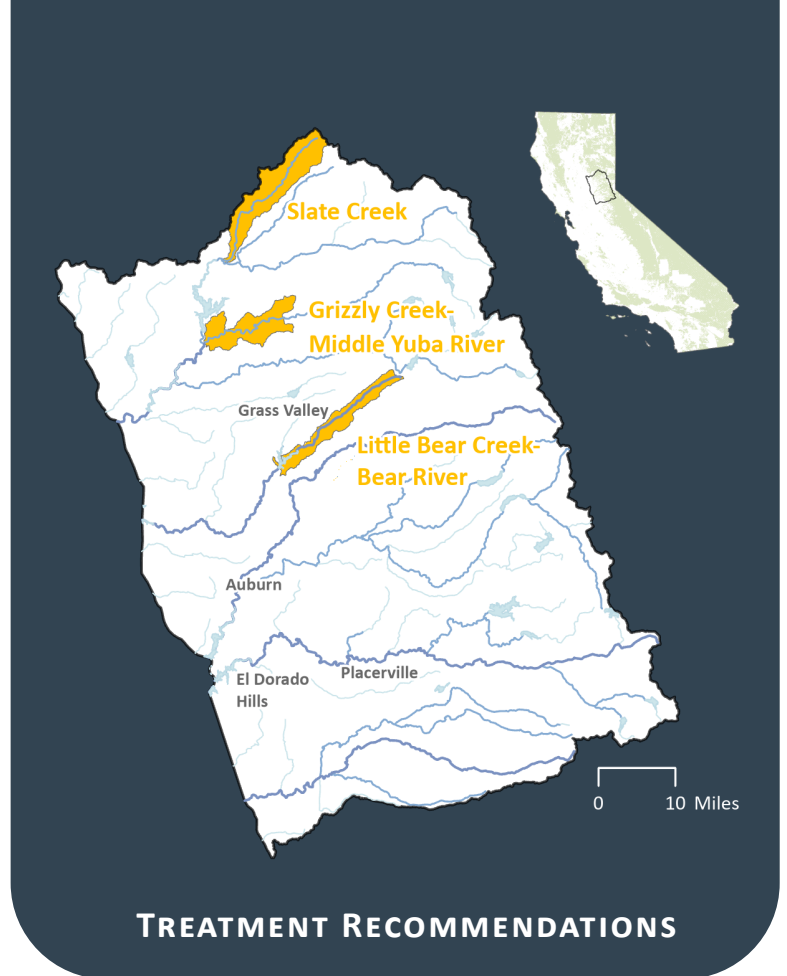 Slate Creek
Grizzly Creek-
Middle Yuba River
Grass Valley
Little Bear Creek-
Bear River
Auburn
El Dorado
Hills
Placerville
0 10 Miles
TREATMENT RECOMMENDATIONS